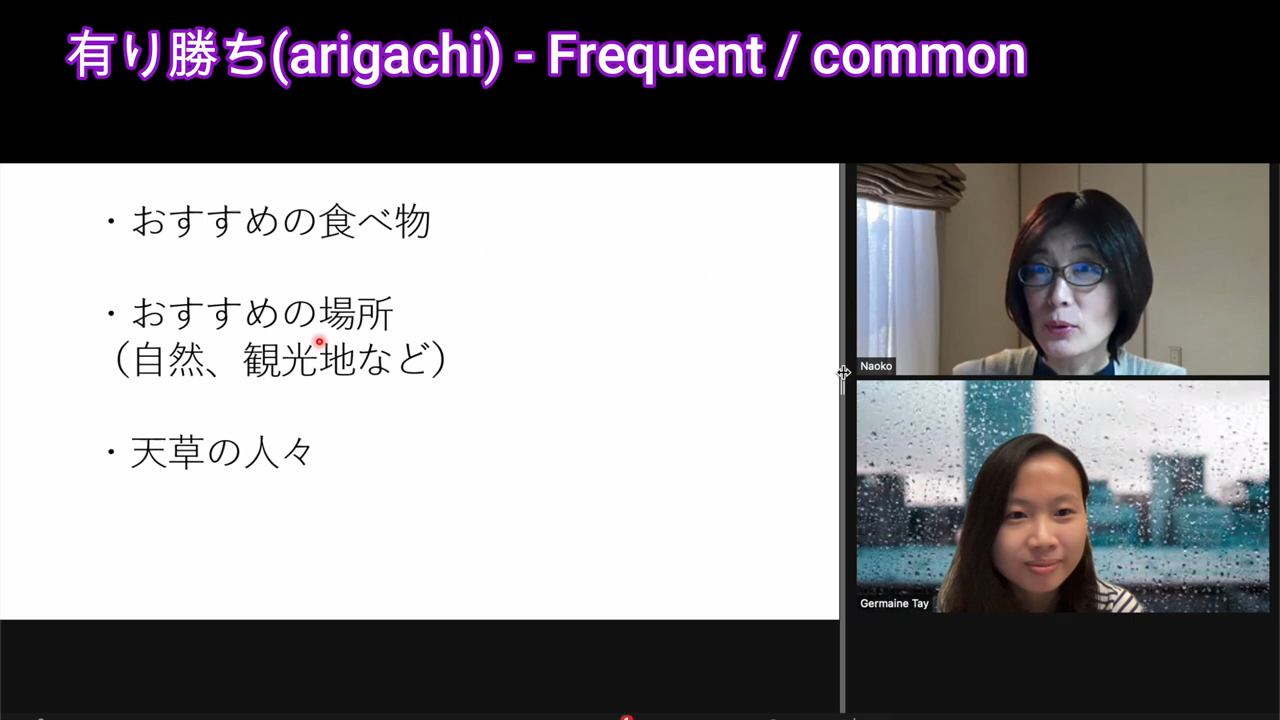 有り勝ち(arigachi) - Frequent / common
・おすすめの食べ物
・おすすめの場所
（自然、観光地など）
・天草の人々
Naoko
Germaine Tay